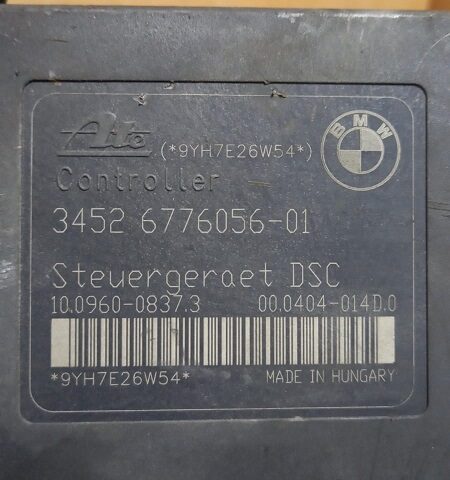 Ate (*9YH7E26W54*)
BMW
Controller
3452 6776056-01
Steuergeraet DSC
10.0960-0837.3 00.0404-014D.0
*9YH7E26W54* MADE IN HUNGARY